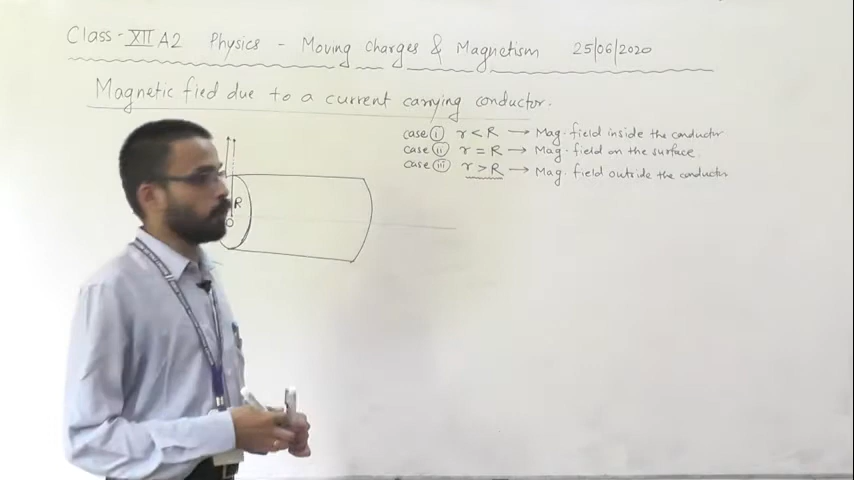 Class - XII A2 Physics - Moving Charges & Magnetism 25/06/2020
Magnetic fied due to a current carrying conductor.
case (i) r < R → Mag. field inside the conductor
case (ii) r = R → Mag. field on the surface.
case (iii) r > R → Mag. field outside the conductor
R
O